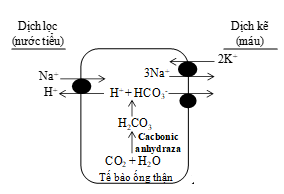 Dịch lọc
(nước tiểu)
Dịch kẽ
(máu)
2K⁻
Na⁻
3Na⁻
H⁻
H⁻ + HCO₃⁻
H₂CO₃
Cacbonic
anhydraza
CO₂ + H₂O
Tế bào ống thận